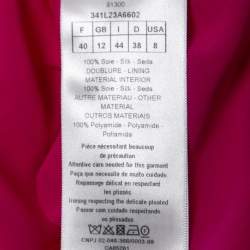 51300
341L23A6602
F GB I D USA
40 12 44 38 8
100% Soie - Silk - Seda
DOUBLURE - LINING
MATERIAL INTERIOR
100% Soie - Silk - Seda
AUTRE MATERIAU - OTHER
MATERIAL
OUTROS MATERIAIS
100% Polyamide - Polyamid
Pièce nécessitant beaucoup
de précaution
Attentive care needed for this garment
Peça que necessita de muito cuidado
Repassage délicat en respectant
les plissés
Ironing respecting the delicate pleated
Passar com cuidado respeitando os
plissados